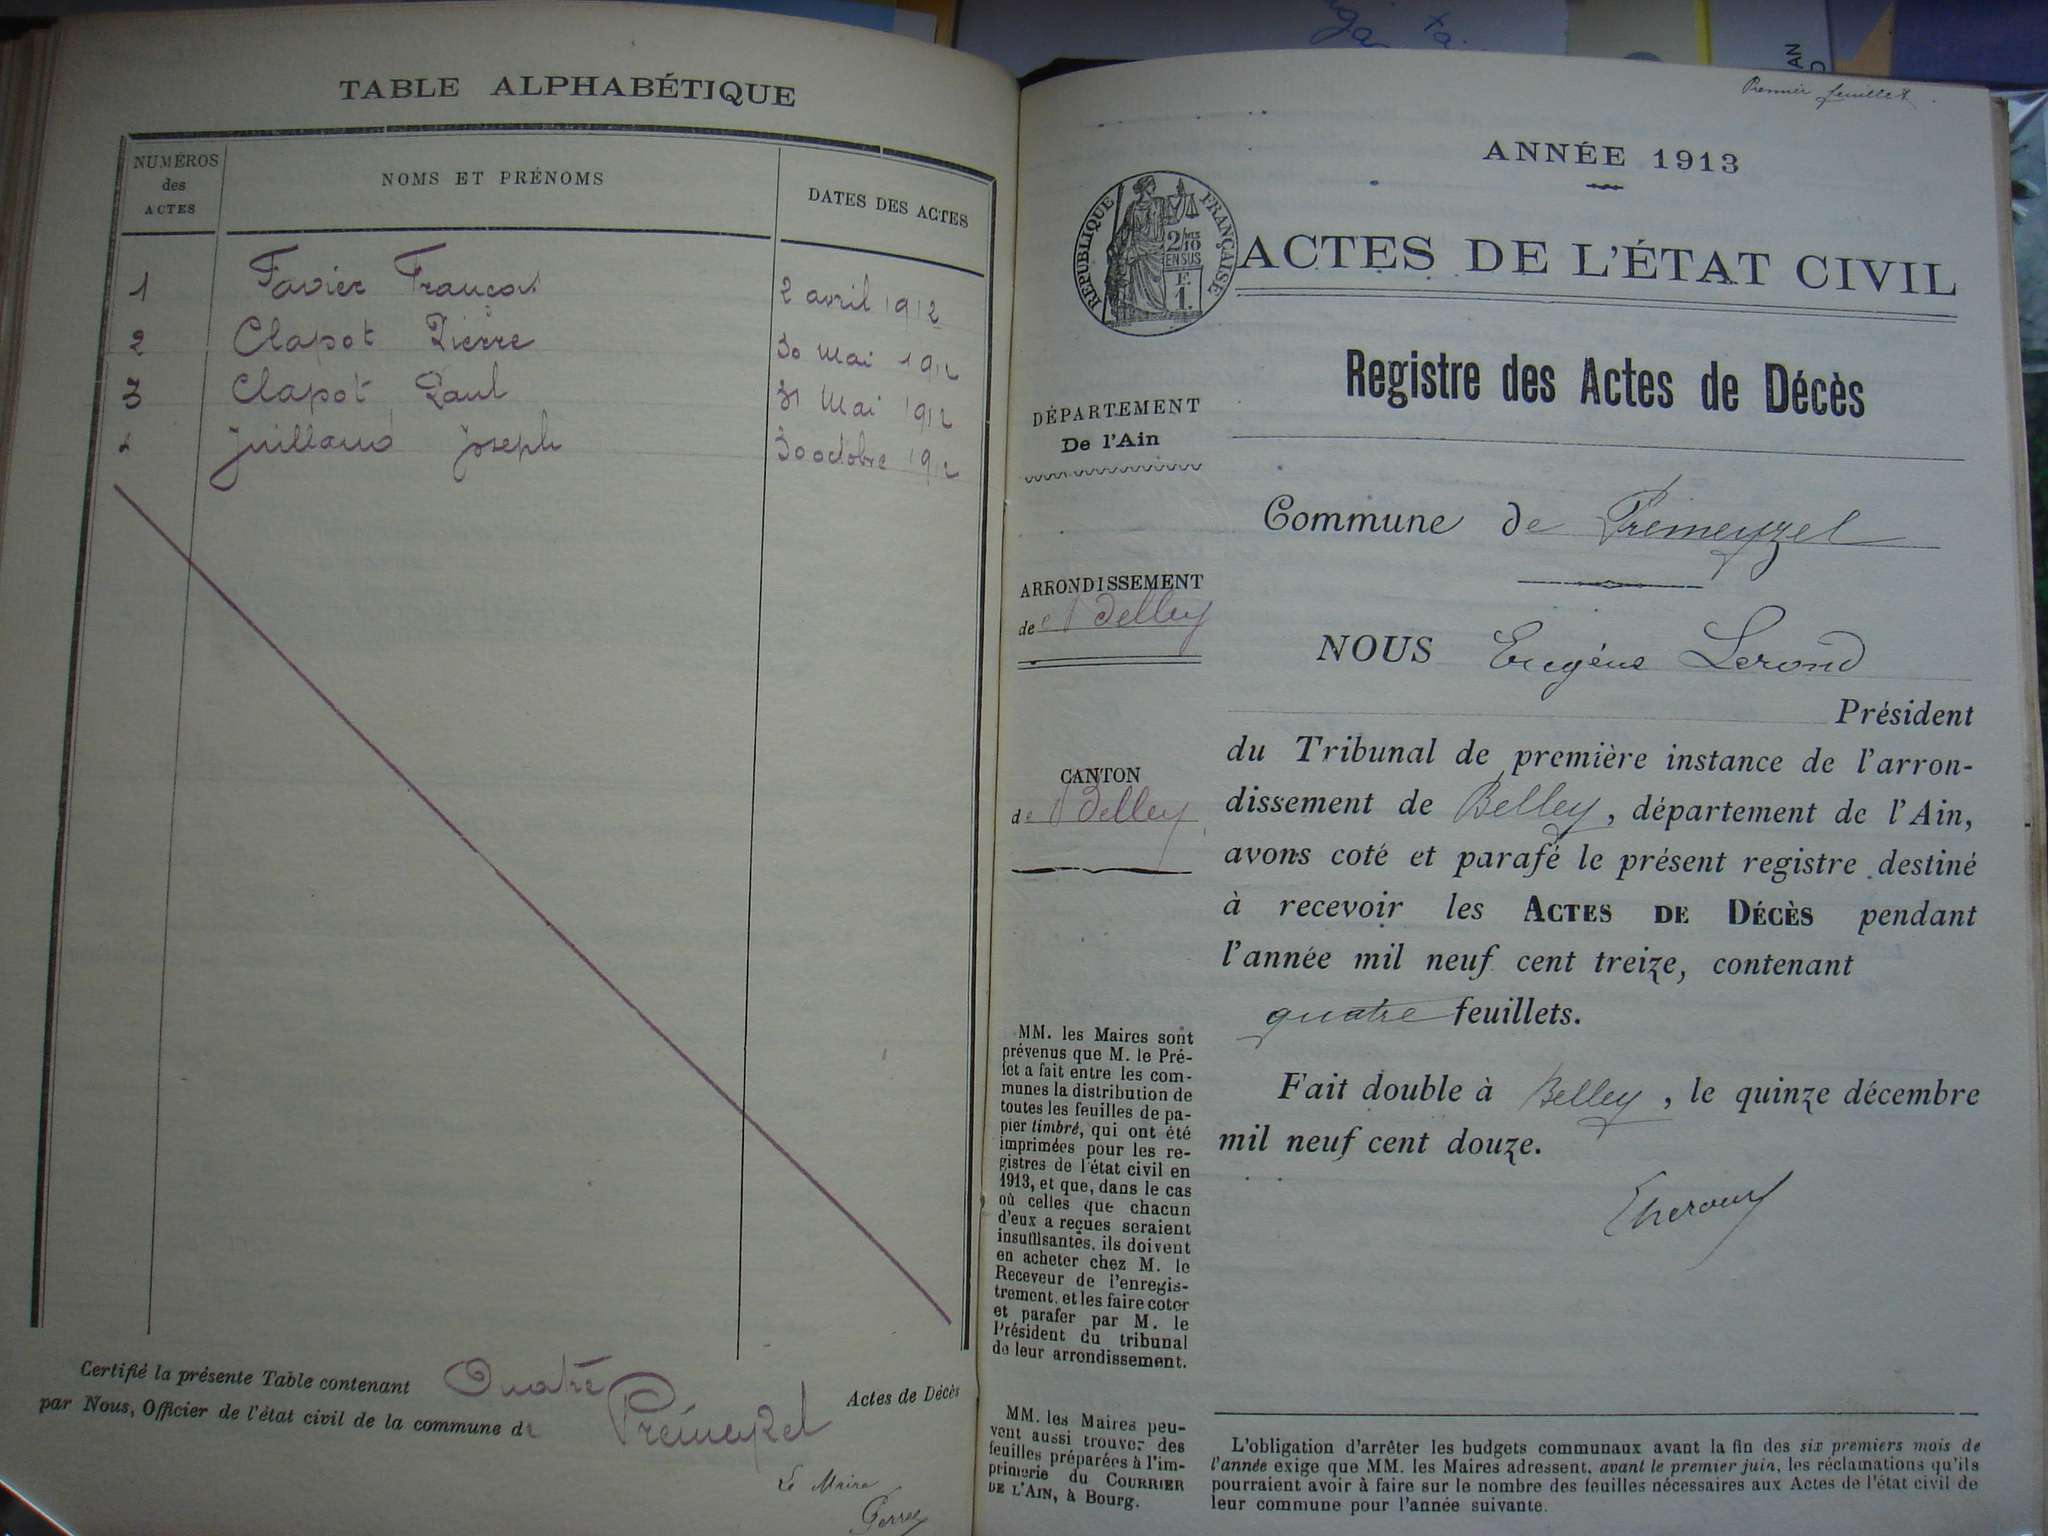 TABLE ALPHABÉTIQUE
NUMÉROS
des
ACTES
NOMS ET PRÉNOMS
DATES DES ACTES
1 Favier François 2 avril 1912
2 Clapot Pierre 30 Mai 1912
3 Clapot Paul 31 Mai 1912
4 Juilland Joseph 30 octobre 1912
Certifié la présente Table contenant Quatre Actes de Décès
par Nous, Officier de l'état civil de la commune de Prémeyzel
Le Maire
Premier feuillet
ANNÉE 1913
RÉPUBLIQUE FRANÇAISE
2/10
EN SUS
E
1.
ACTES DE L'ÉTAT CIVIL
Registre des Actes de Décès
DÉPARTEMENT
De l'Ain
Commune de Prémeyzel
ARRONDISSEMENT
de Belley
NOUS Eugène Lerond
Président
du Tribunal de première instance de l'arron-
CANTON
de Belley
dissement de Belley, département de l'Ain,
avons coté et parafé le présent registre destiné
à recevoir les ACTES DE DÉCÈS pendant
l'année mil neuf cent treize, contenant
quatre feuillets.
Fait double à Belley, le quinze décembre
mil neuf cent douze.
MM. les Maires sont
prévenus que M. le Pré-
fet a fait entre les com-
munes la distribution de
toutes les feuilles de pa-
pier timbré, qui ont été
imprimées pour les re-
gistres de l'état civil en
1913, et que, dans le cas
où celles que chacun
d'eux a reçues seraient
insuffisantes, ils doivent
en acheter chez M. le
Receveur de l'enregis-
trement, et les faire coter
et parafer par M. le
Président du tribunal
de leur arrondissement.
MM. les Maires peu-
vent aussi trouver des
feuilles préparées à l'im-
primerie du COURRIER
DE L'AIN, à Bourg.
L'obligation d'arrêter les budgets communaux avant la fin des six premiers mois de
l'année exige que MM. les Maires adressent, avant le premier juin, les réclamations qu'ils
pourraient avoir à faire sur le nombre des feuilles nécessaires aux Actes de l'état civil de
leur commune pour l'année suivante.